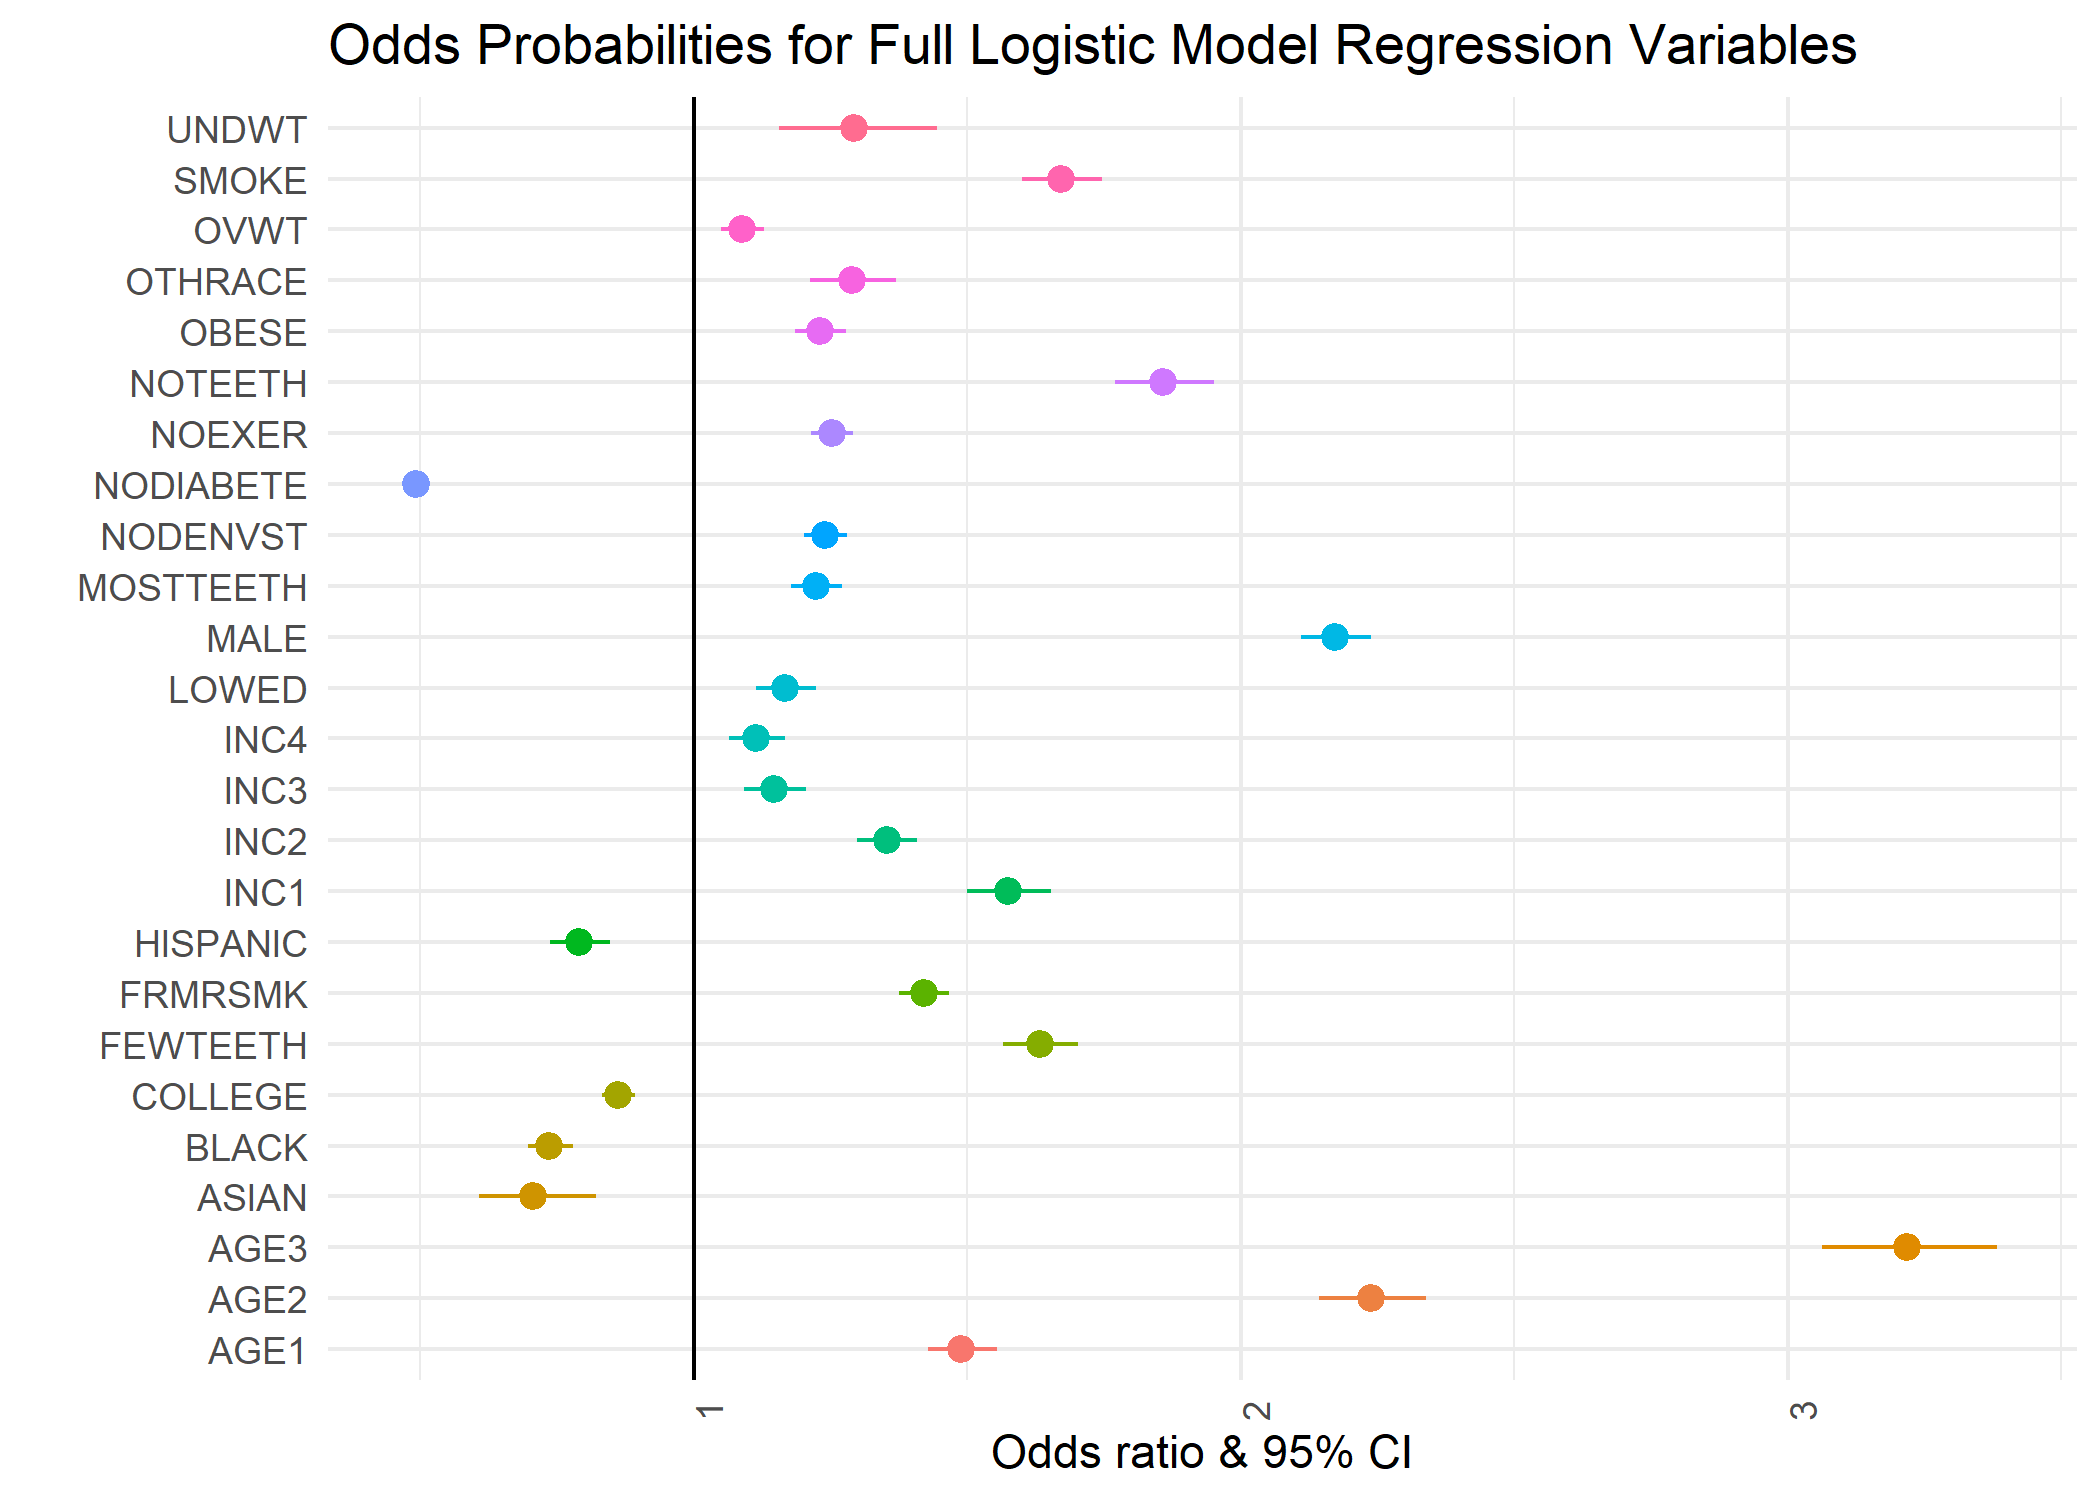 Odds Probabilities for Full Logistic Model Regression Variables
UNDWT
SMOKE
OVWT
OTHRACE
OBESE
NOTEETH
NOEXER
NODIABETE
NODENVST
MOSTTEETH
MALE
LOWED
INC4
INC3
INC2
INC1
HISPANIC
FRMRSMK
FEWTEETH
COLLEGE
BLACK
ASIAN
AGE3
AGE2
AGE1
1 2 3
Odds ratio & 95% CI